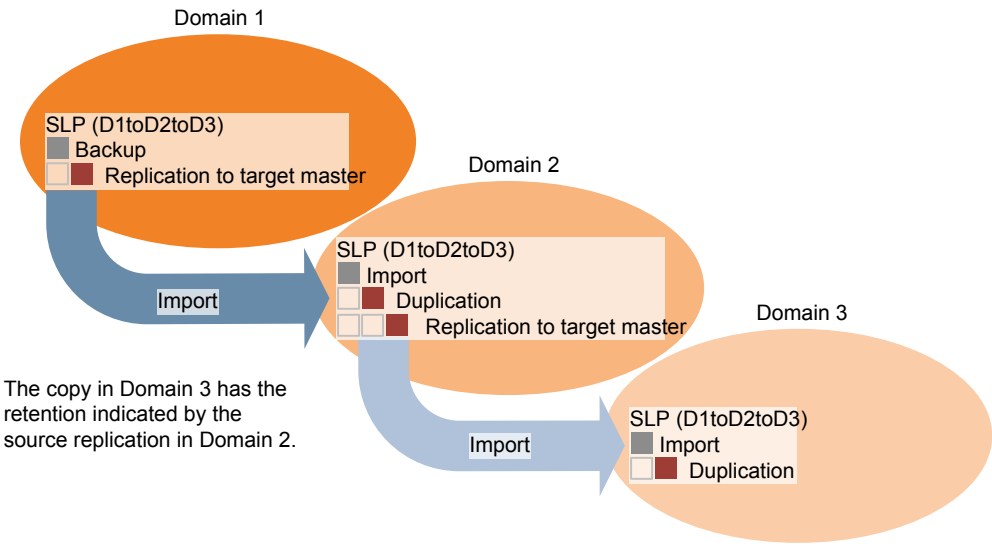 Domain 1
SLP (D1toD2toD3)
Backup
Replication to target master
Import
Domain 2
SLP (D1toD2toD3)
Import
Duplication
Replication to target master
Import
Domain 3
SLP (D1toD2toD3)
Import
Duplication
The copy in Domain 3 has the
retention indicated by the
source replication in Domain 2.